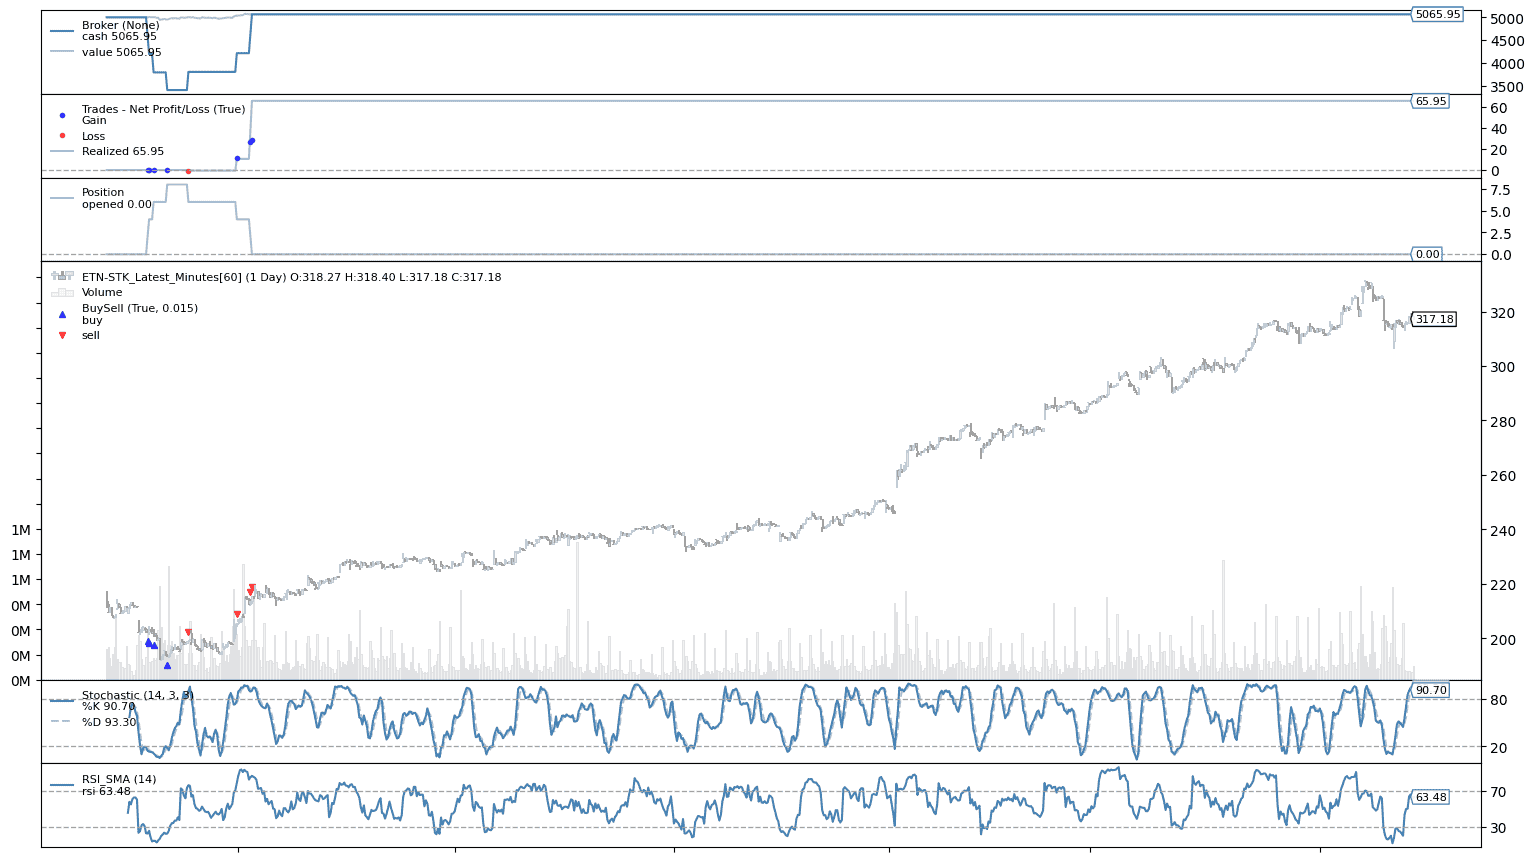 Broker (None)
cash 5065.95
value 5065.95
5065.95
5000
4500
4000
3500
Trades - Net Profit/Loss (True)
Gain
Loss
Realized 65.95
65.95
60
40
20
0
Position
opened 0.00
7.5
5.0
2.5
0.0
0.00
ETN-STK_Latest_Minutes[60] (1 Day) O:318.27 H:318.40 L:317.18 C:317.18
Volume
BuySell (True, 0.015)
buy
sell
317.18
320
300
280
260
240
220
200
1M
1M
1M
0M
0M
0M
0M
Stochastic (14, 3, 3)
%K 90.70
%D 93.30
90.70
80
20
RSI_SMA (14)
rsi 63.48
63.48
70
30